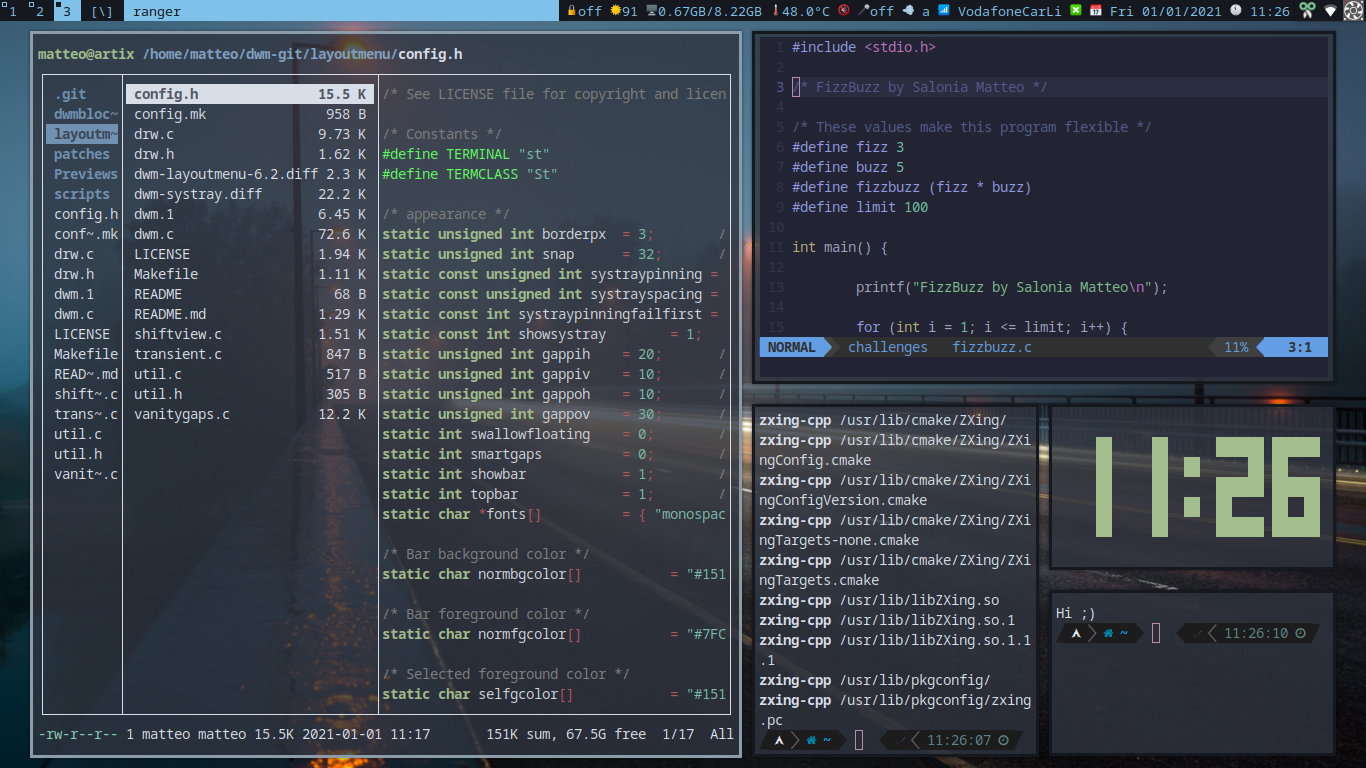 1 2 3 [\] ranger off 91 0.67GB/8.22GB 48.0°C off a VodafoneCarLi Fri 01/01/2021 11:26
matteo@artix /home/matteo/dwm-git/layoutmenu/config.h
.git
dwmbloc~
layoutm~
patches
Previews
scripts
config.h
conf~.mk
drw.c
drw.h
dwm.1
dwm.c
LICENSE
Makefile
READ~.md
shift~.c
trans~.c
util.c
util.h
vanit~.c
config.h 15.5 K
config.mk 958 B
drw.c 9.73 K
drw.h 1.62 K
dwm-layoutmenu-6.2.diff 2.3 K
dwm-systray.diff 22.2 K
dwm.1 6.45 K
dwm.c 72.6 K
LICENSE 1.94 K
Makefile 1.11 K
README 68 B
README.md 1.29 K
shiftview.c 1.51 K
transient.c 847 B
util.c 517 B
util.h 305 B
vanitygaps.c 12.2 K
/* See LICENSE file for copyright and licen
/* Constants */
#define TERMINAL "st"
#define TERMCLASS "St"
/* appearance */
static unsigned int borderpx = 3; /
static unsigned int snap = 32; /
static const unsigned int systraypinning =
static const unsigned int systrayspacing =
static const int systraypinningfailfirst =
static const int showsystray = 1;
static unsigned int gappih = 20; /
static unsigned int gappiv = 10; /
static unsigned int gappoh = 10; /
static unsigned int gappov = 30; /
static int swallowfloating = 0; /
static int smartgaps = 0; /
static int showbar = 1; /
static int topbar = 1; /
static char *fonts[] = { "monospac
/* Bar background color */
static char normbgcolor[] = "#151
/* Bar foreground color */
static char normfgcolor[] = "#7FC
/* Selected foreground color */
static char selfgcolor[] = "#151
-rw-r--r-- 1 matteo matteo 15.5K 2021-01-01 11:17 151K sum, 67.5G free 1/17 All
1 #include <stdio.h>
2
3 /* FizzBuzz by Salonia Matteo */
4
5 /* These values make this program flexible */
6 #define fizz 3
7 #define buzz 5
8 #define fizzbuzz (fizz * buzz)
9 #define limit 100
10
11 int main() {
12
13 printf("FizzBuzz by Salonia Matteo\n");
14
15 for (int i = 1; i <= limit; i++) {
NORMAL challenges fizzbuzz.c 11% 3:1
zxing-cpp /usr/lib/cmake/ZXing/
zxing-cpp /usr/lib/cmake/ZXing/ZXi
ngConfig.cmake
zxing-cpp /usr/lib/cmake/ZXing/ZXi
ngConfigVersion.cmake
zxing-cpp /usr/lib/cmake/ZXing/ZXi
ngTargets-none.cmake
zxing-cpp /usr/lib/cmake/ZXing/ZXi
ngTargets.cmake
zxing-cpp /usr/lib/libZXing.so
zxing-cpp /usr/lib/libZXing.so.1
zxing-cpp /usr/lib/libZXing.so.1.1
.1
zxing-cpp /usr/lib/pkgconfig/
zxing-cpp /usr/lib/pkgconfig/zxing
.pc
~ 11:26:07
11:26
Hi ;)
~ 11:26:10